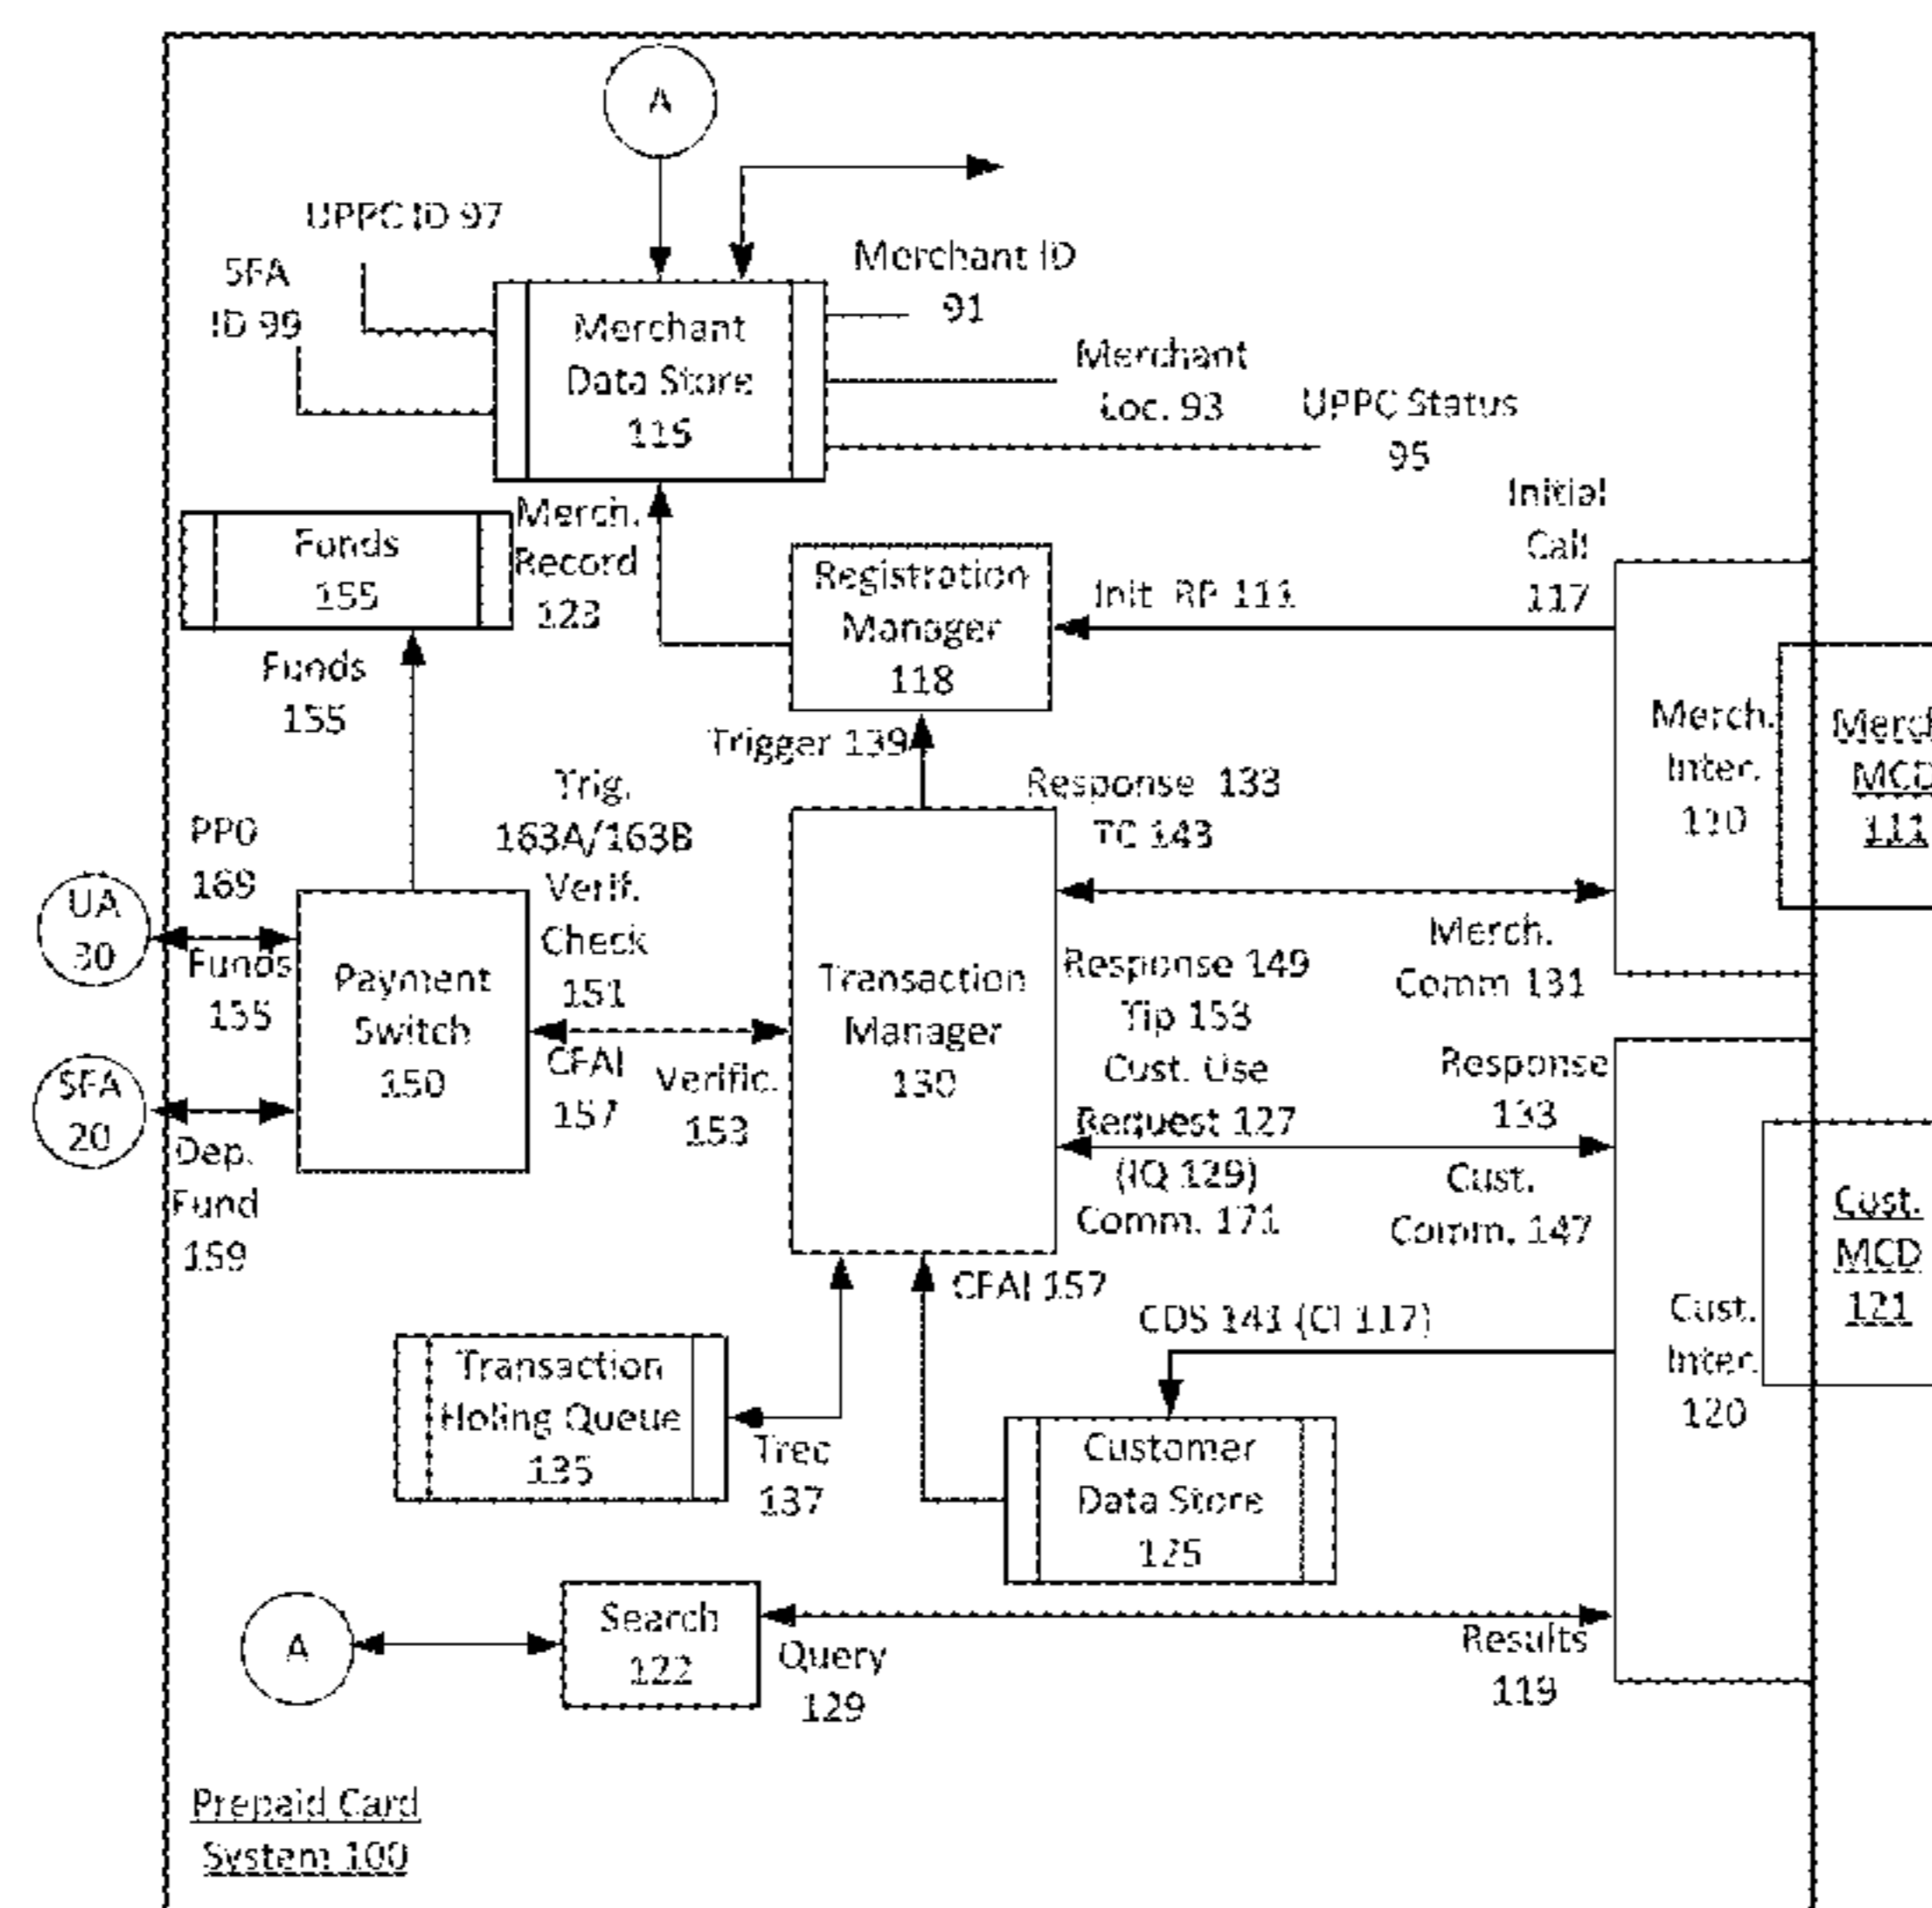 A
UPPC ID 97
SFA
ID 99
Merchant ID
91
Merchant
Data Store
115
Merchant
Loc. 93
UPPC Status
95
Initial
Call
117
Funds
155
Merch.
Record
123
Registration
Manager
118
Init RP 111
Funds
155
Trigger 139
Merch.
Inter.
110
MCD
111
Trig.
163A/163B
Verif.
Check
151
Response 133
TC 143
PPO
169
UA
30
Funds
155
Payment
Switch
150
CFAI
157
Verific.
153
Transaction
Manager
130
Merch.
Comm 131
Response 149
Tip 153
Cust. Use
Request 127
(IQ 129)
Comm. 171
Response
133
Cust.
Comm. 147
SFA
20
Dep.
Fund
159
Cust.
MCD
121
CFAI 157
CDS 141 (CI 117)
Cust.
Inter.
120
Transaction
Holing Queue
135
Trec
137
Customer
Data Store
125
A
Search
122
Query
129
Results
119
Prepaid Card
System 100